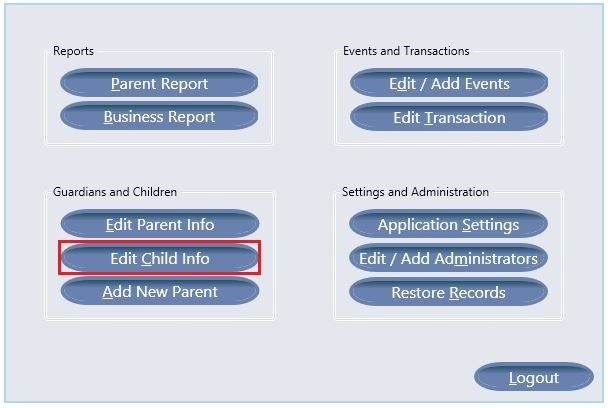 Reports
Parent Report
Business Report
Events and Transactions
Edit / Add Events
Edit Transaction
Guardians and Children
Edit Parent Info
Edit Child Info
Add New Parent
Settings and Administration
Application Settings
Edit / Add Administrators
Restore Records
Logout